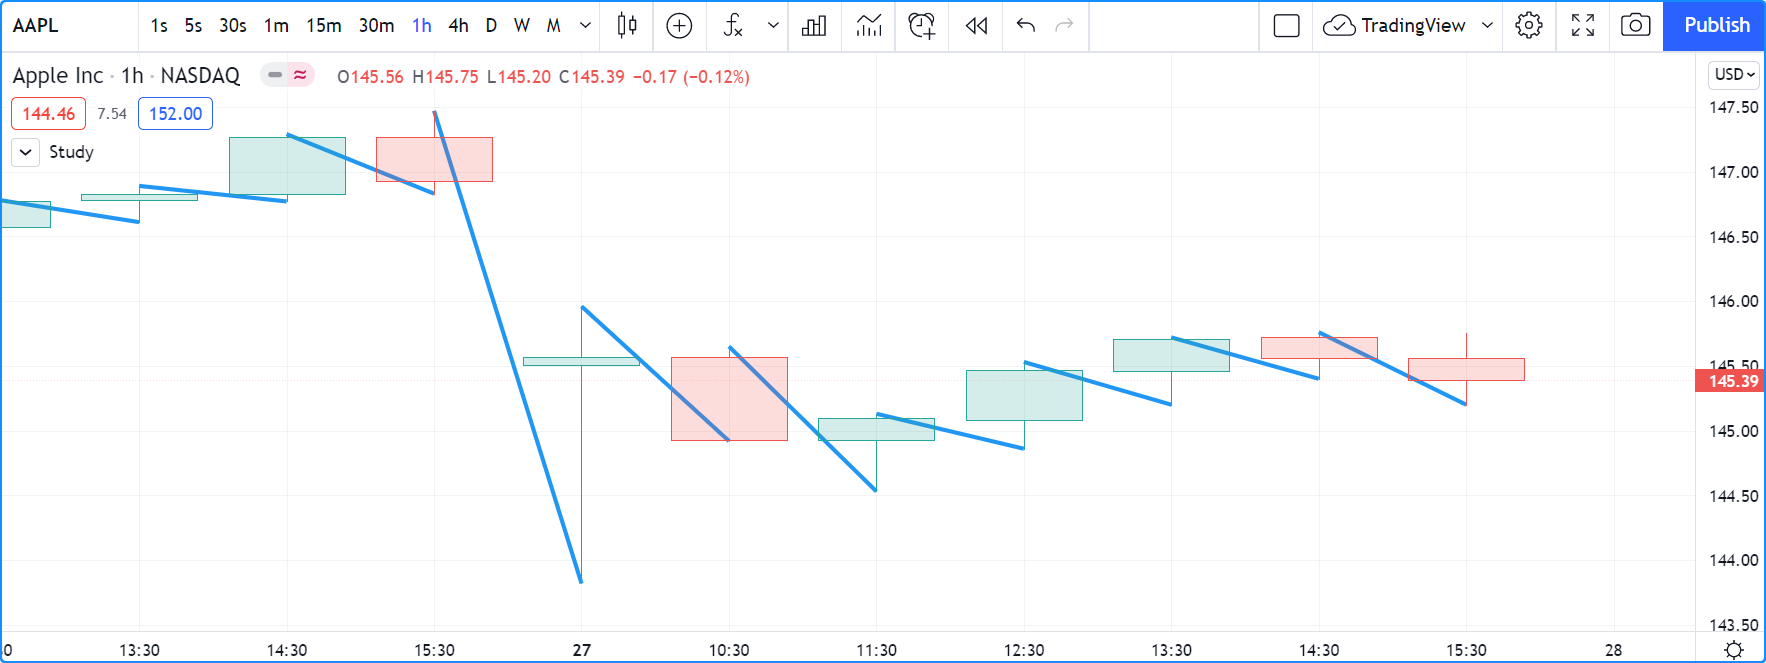 AAPL 1s 5s 30s 1m 15m 30m 1h 4h D W M fx TradingView Publish
Apple Inc · 1h · NASDAQ O145.56 H145.75 L145.20 C145.39 −0.17 (−0.12%) USD
144.46 7.54 152.00
Study
147.50
147.00
146.50
146.00
145.50
145.39
145.00
144.50
144.00
143.50
13:30 14:30 15:30 27 10:30 11:30 12:30 13:30 14:30 15:30 28